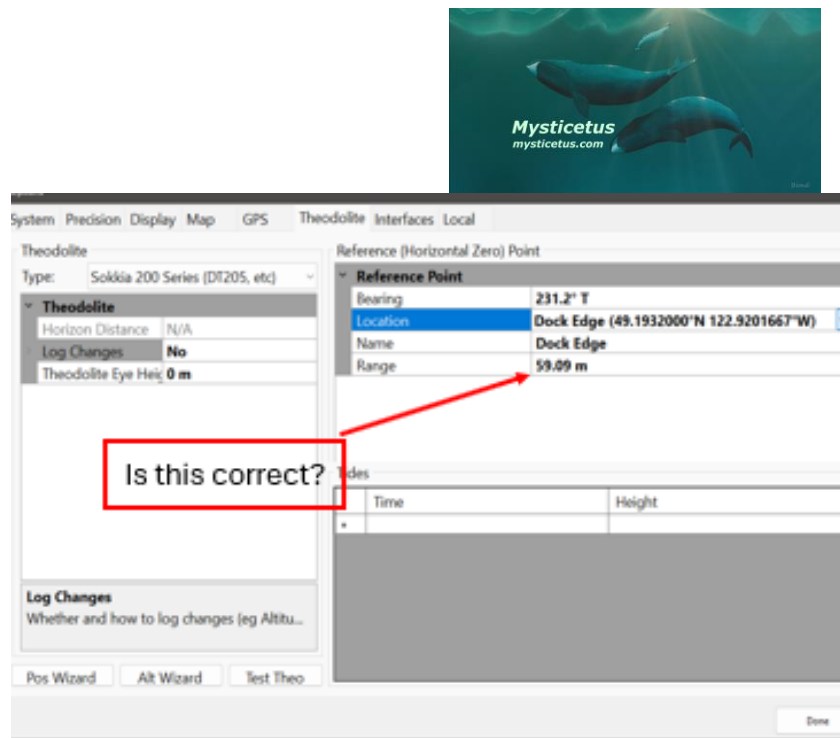 Mysticetus
mysticetus.com
System Precision Display Map GPS Theodolite Interfaces Local
Theodolite
Type: Sokkia 200 Series (DT205, etc)
Theodolite
Horizon Distance N/A
Log Changes No
Theodolite Eye Heig 0 m
Reference (Horizontal Zero) Point
Reference Point
Bearing 231.2° T
Location Dock Edge (49.1932000°N 122.9201667°W)
Name Dock Edge
Range 59.09 m
Is this correct?
Tides
Time Height
Log Changes
Whether and how to log changes (eg Altitu...
Pos Wizard Alt Wizard Test Theo
Done